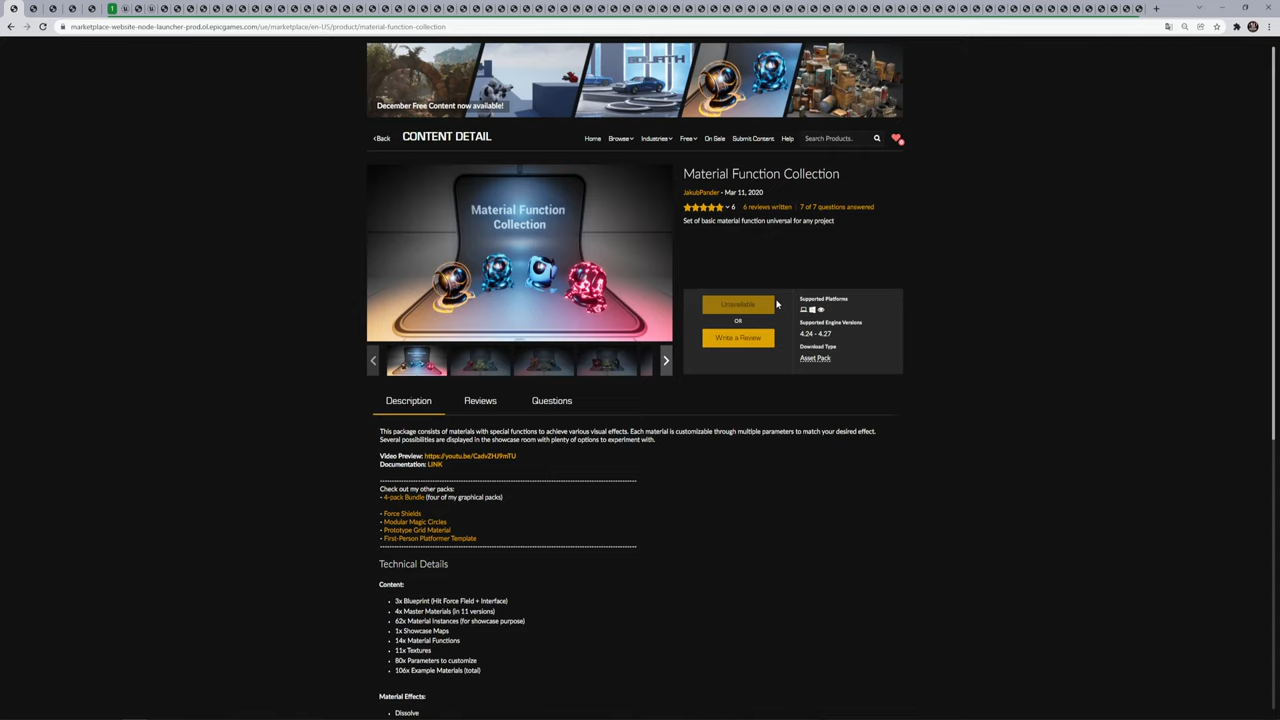 marketplace-website-node-launcher-prod.ol.epicgames.com/ue/marketplace/en-US/product/material-function-collection
GOLIATH
December Free Content now available!
<Back
CONTENT DETAIL
Home
Browse
Industries
Free
On Sale
Submit Content
Help
Search Products..
Material Function
Collection
Material Function Collection
JakubPander • Mar 11, 2020
6
6 reviews written
7 of 7 questions answered
Set of basic material function universal for any project
Unavailable
OR
Write a Review
Supported Platforms
Supported Engine Versions
4.24 - 4.27
Download Type
Asset Pack
Description
Reviews
Questions
This package consists of materials with special functions to achieve various visual effects. Each material is customizable through multiple parameters to match your desired effect.
Several possibilities are displayed in the showcase room with plenty of options to experiment with.
Video Preview: https://youtu.be/CadvZHJ9mTU
Documentation: LINK
Check out my other packs:
• 4-pack Bundle (four of my graphical packs)
• Force Shields
• Modular Magic Circles
• Prototype Grid Material
• First-Person Platformer Template
Technical Details
Content:
• 3x Blueprint (Hit Force Field + Interface)
• 4x Master Materials (in 11 versions)
• 62x Material Instances (for showcase purpose)
• 1x Showcase Maps
• 14x Material Functions
• 11x Textures
• 80x Parameters to customize
• 106x Example Materials (total)
Material Effects:
• Dissolve